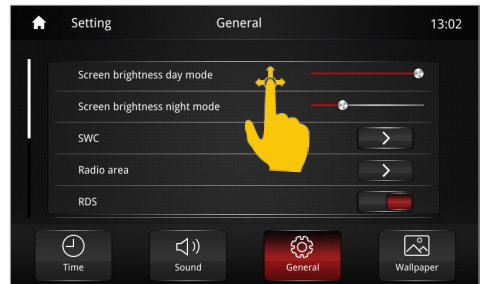 Setting General 13:02
Screen brightness day mode
Screen brightness night mode
SWC
Radio area
RDS
Time Sound General Wallpaper